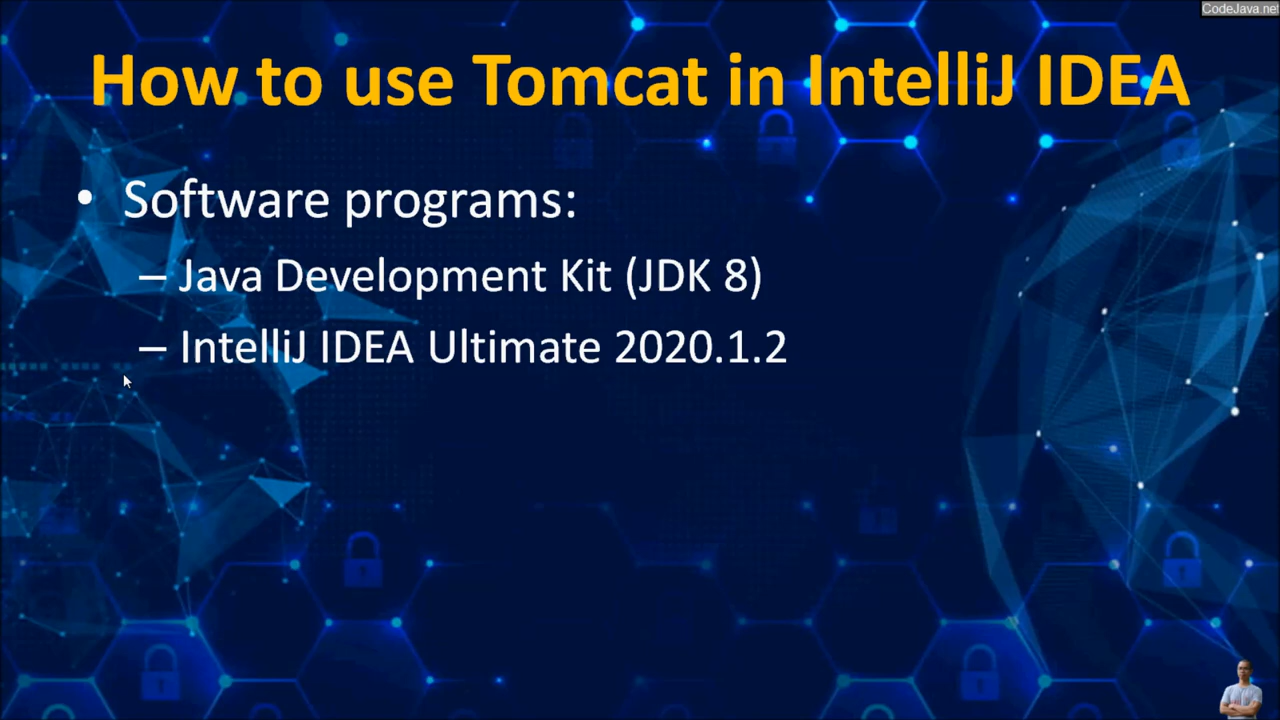 CodeJava.net
How to use Tomcat in IntelliJ IDEA
• Software programs:
– Java Development Kit (JDK 8)
– IntelliJ IDEA Ultimate 2020.1.2